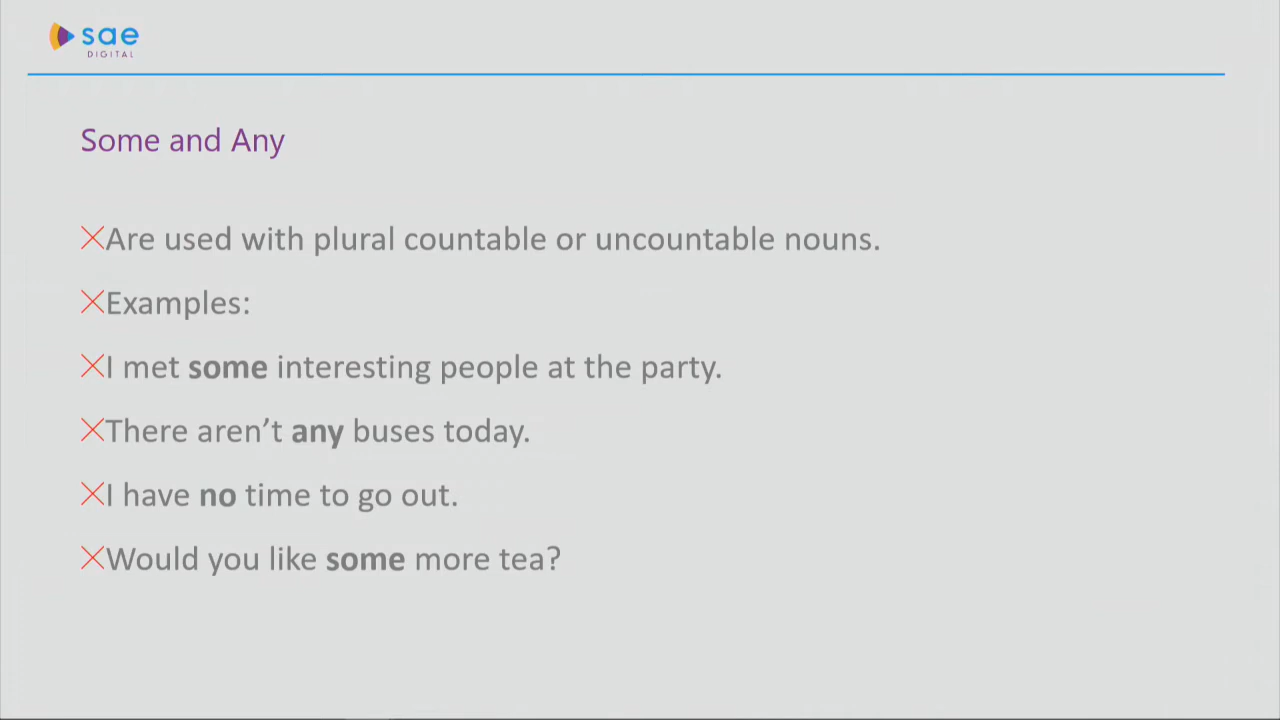 sae
DIGITAL
Some and Any
Are used with plural countable or uncountable nouns.
Examples:
I met some interesting people at the party.
There aren’t any buses today.
I have no time to go out.
Would you like some more tea?